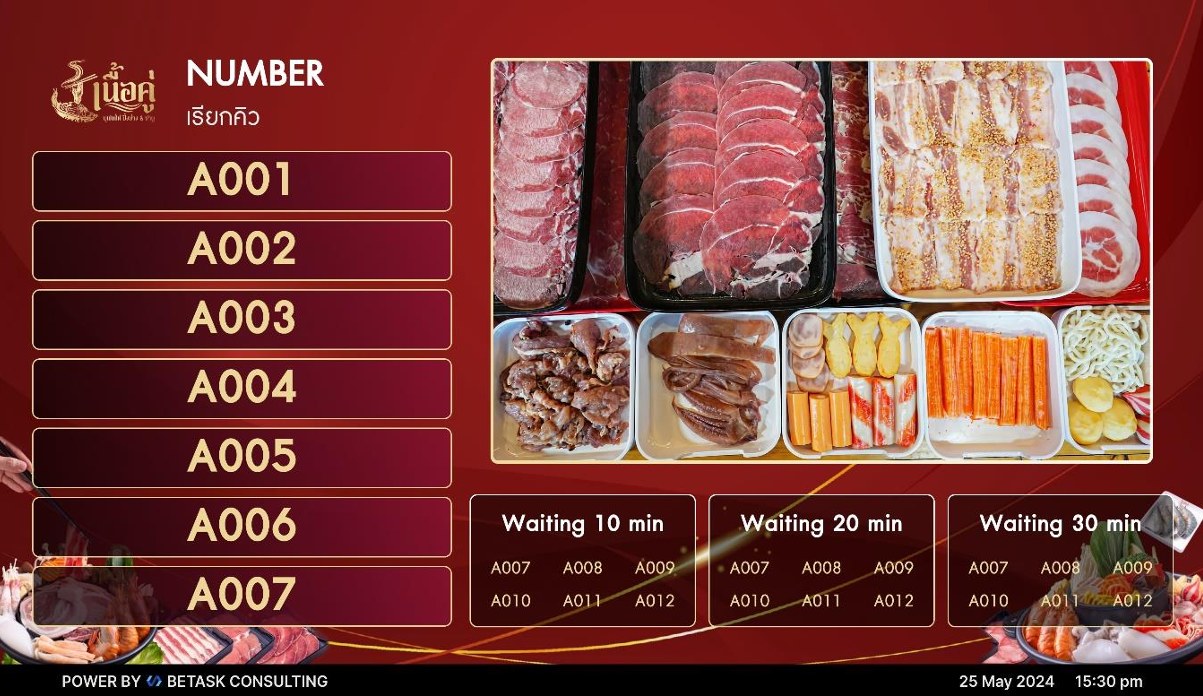 เนื้อคู่
NUMBER
เรียกคิว
A001
A002
A003
A004
A005
A006
A007
Waiting 10 min
A007 A008 A009
A010 A011 A012
Waiting 20 min
A007 A008 A009
A010 A011 A012
Waiting 30 min
A007 A008 A009
A010 A011 A012
POWER BY BETASK CONSULTING
25 May 2024 15:30 pm